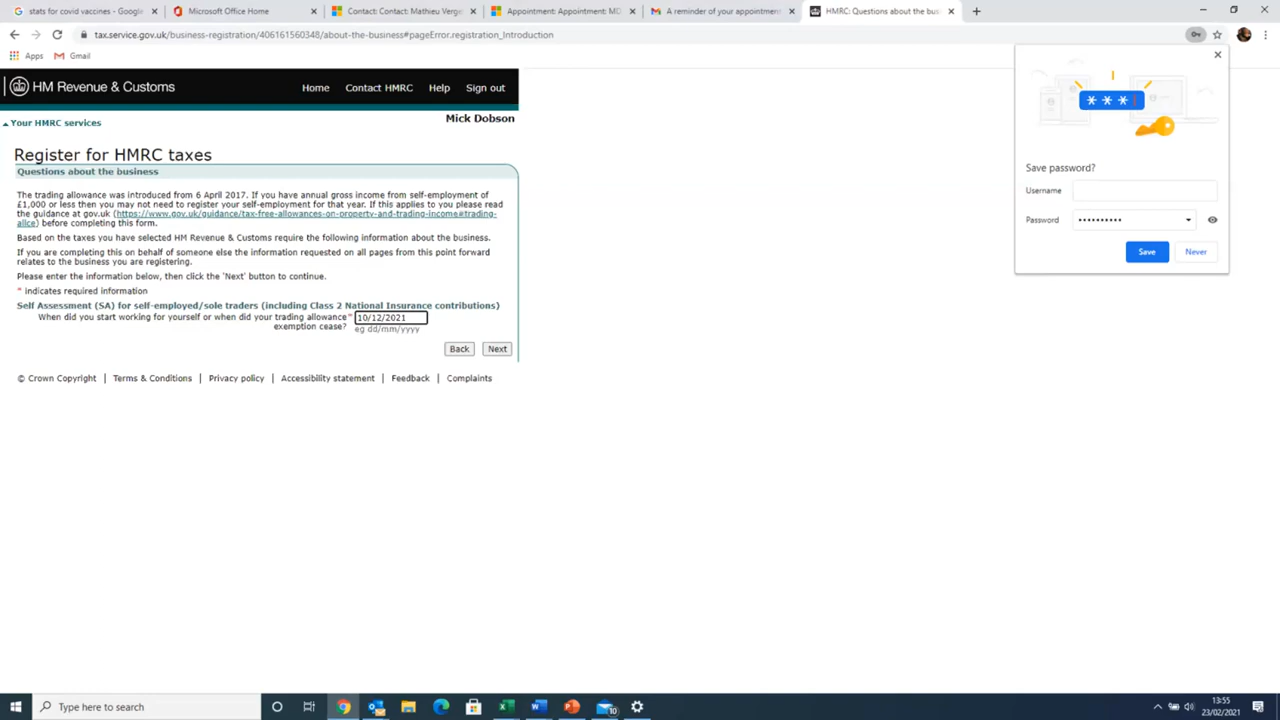 stats for covid vaccines - Google
Microsoft Office Home
Contact: Contact: Mathieu Verge
Appointment: Appointment: MD
A reminder of your appointmen
HMRC: Questions about the bus
tax.service.gov.uk/business-registration/406161560348/about-the-business#pageError.registration_Introduction
Apps
Gmail
HM Revenue & Customs
Home
Contact HMRC
Help
Sign out
Your HMRC services
Mick Dobson
Register for HMRC taxes
Questions about the business
The trading allowance was introduced from 6 April 2017. If you have annual gross income from self-employment of
£1,000 or less then you may not need to register your self-employment for that year. If this applies to you please read
the guidance at gov.uk (https://www.gov.uk/guidance/tax-free-allowances-on-property-and-trading-income#trading-
allce) before completing this form.
Based on the taxes you have selected HM Revenue & Customs require the following information about the business.
If you are completing this on behalf of someone else the information requested on all pages from this point forward
relates to the business you are registering.
Please enter the information below, then click the 'Next' button to continue.
* indicates required information
Self Assessment (SA) for self-employed/sole traders (including Class 2 National Insurance contributions)
When did you start working for yourself or when did your trading allowance* 10/12/2021
exemption cease? eg dd/mm/yyyy
Back
Next
© Crown Copyright | Terms & Conditions | Privacy policy | Accessibility statement | Feedback | Complaints
Save password?
Username
Password ••••••••••
Save
Never
Type here to search
10
13:55
23/02/2021